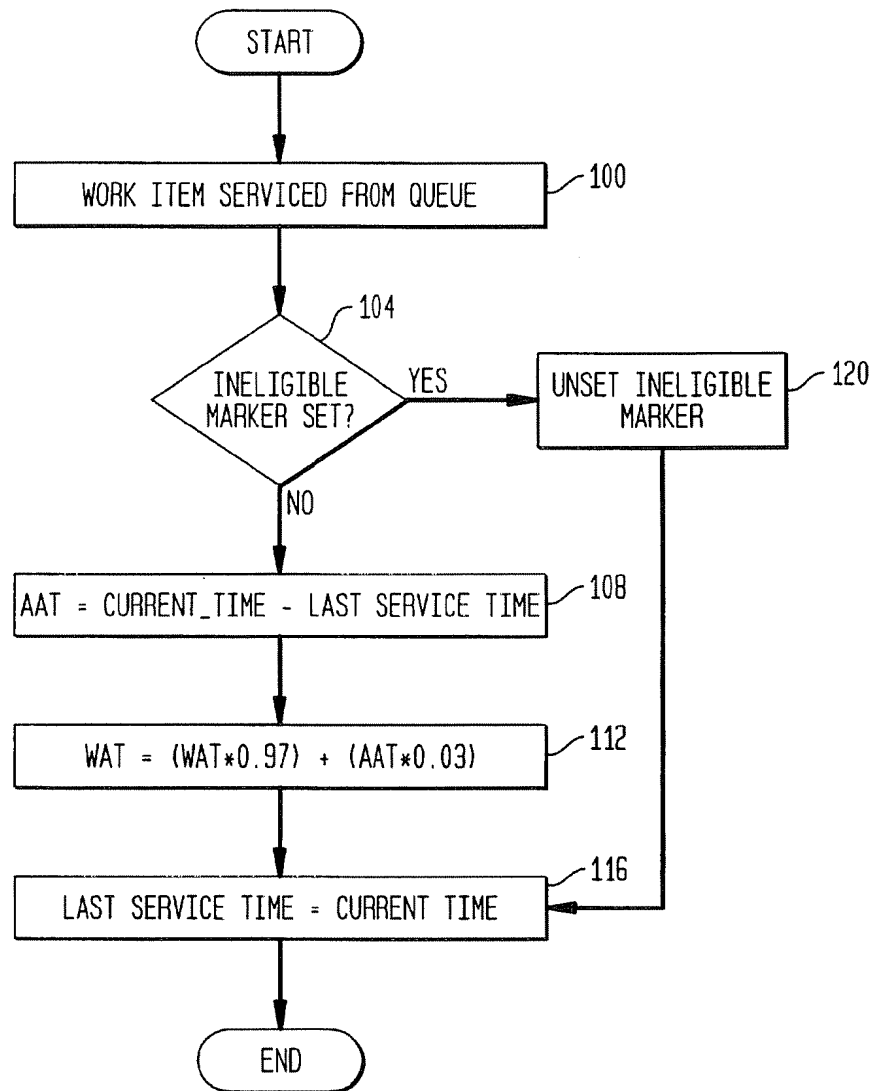 START
WORK ITEM SERVICED FROM QUEUE
100
104
INELIGIBLE
MARKER SET?
YES
UNSET INELIGIBLE
MARKER
120
NO
AAT = CURRENT_TIME - LAST SERVICE TIME
108
WAT = (WAT*0.97) + (AAT*0.03)
112
LAST SERVICE TIME = CURRENT TIME
116
END